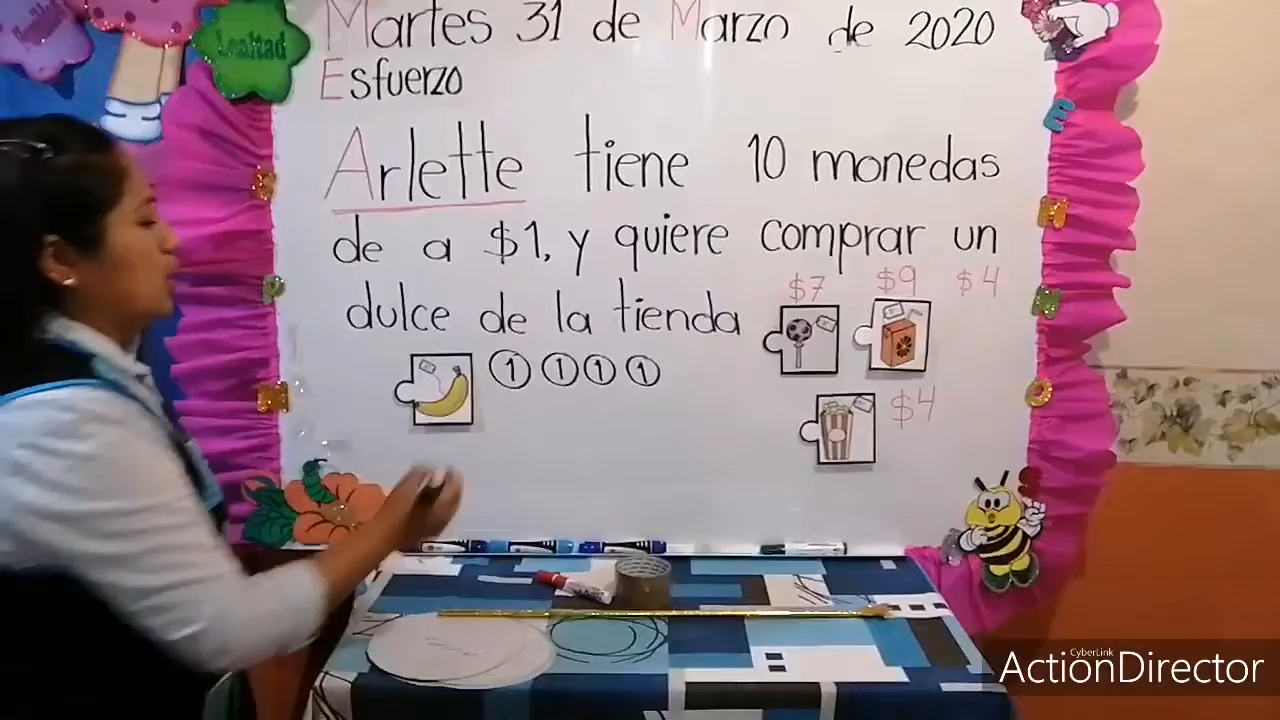 Lealtad
Martes 31 de Marzo de 2020
Esfuerzo
Arlette tiene 10 monedas
de a $1, y quiere comprar un
dulce de la tienda
$7 $9 $4
1 1 1 1
$4
CyberLink
ActionDirector